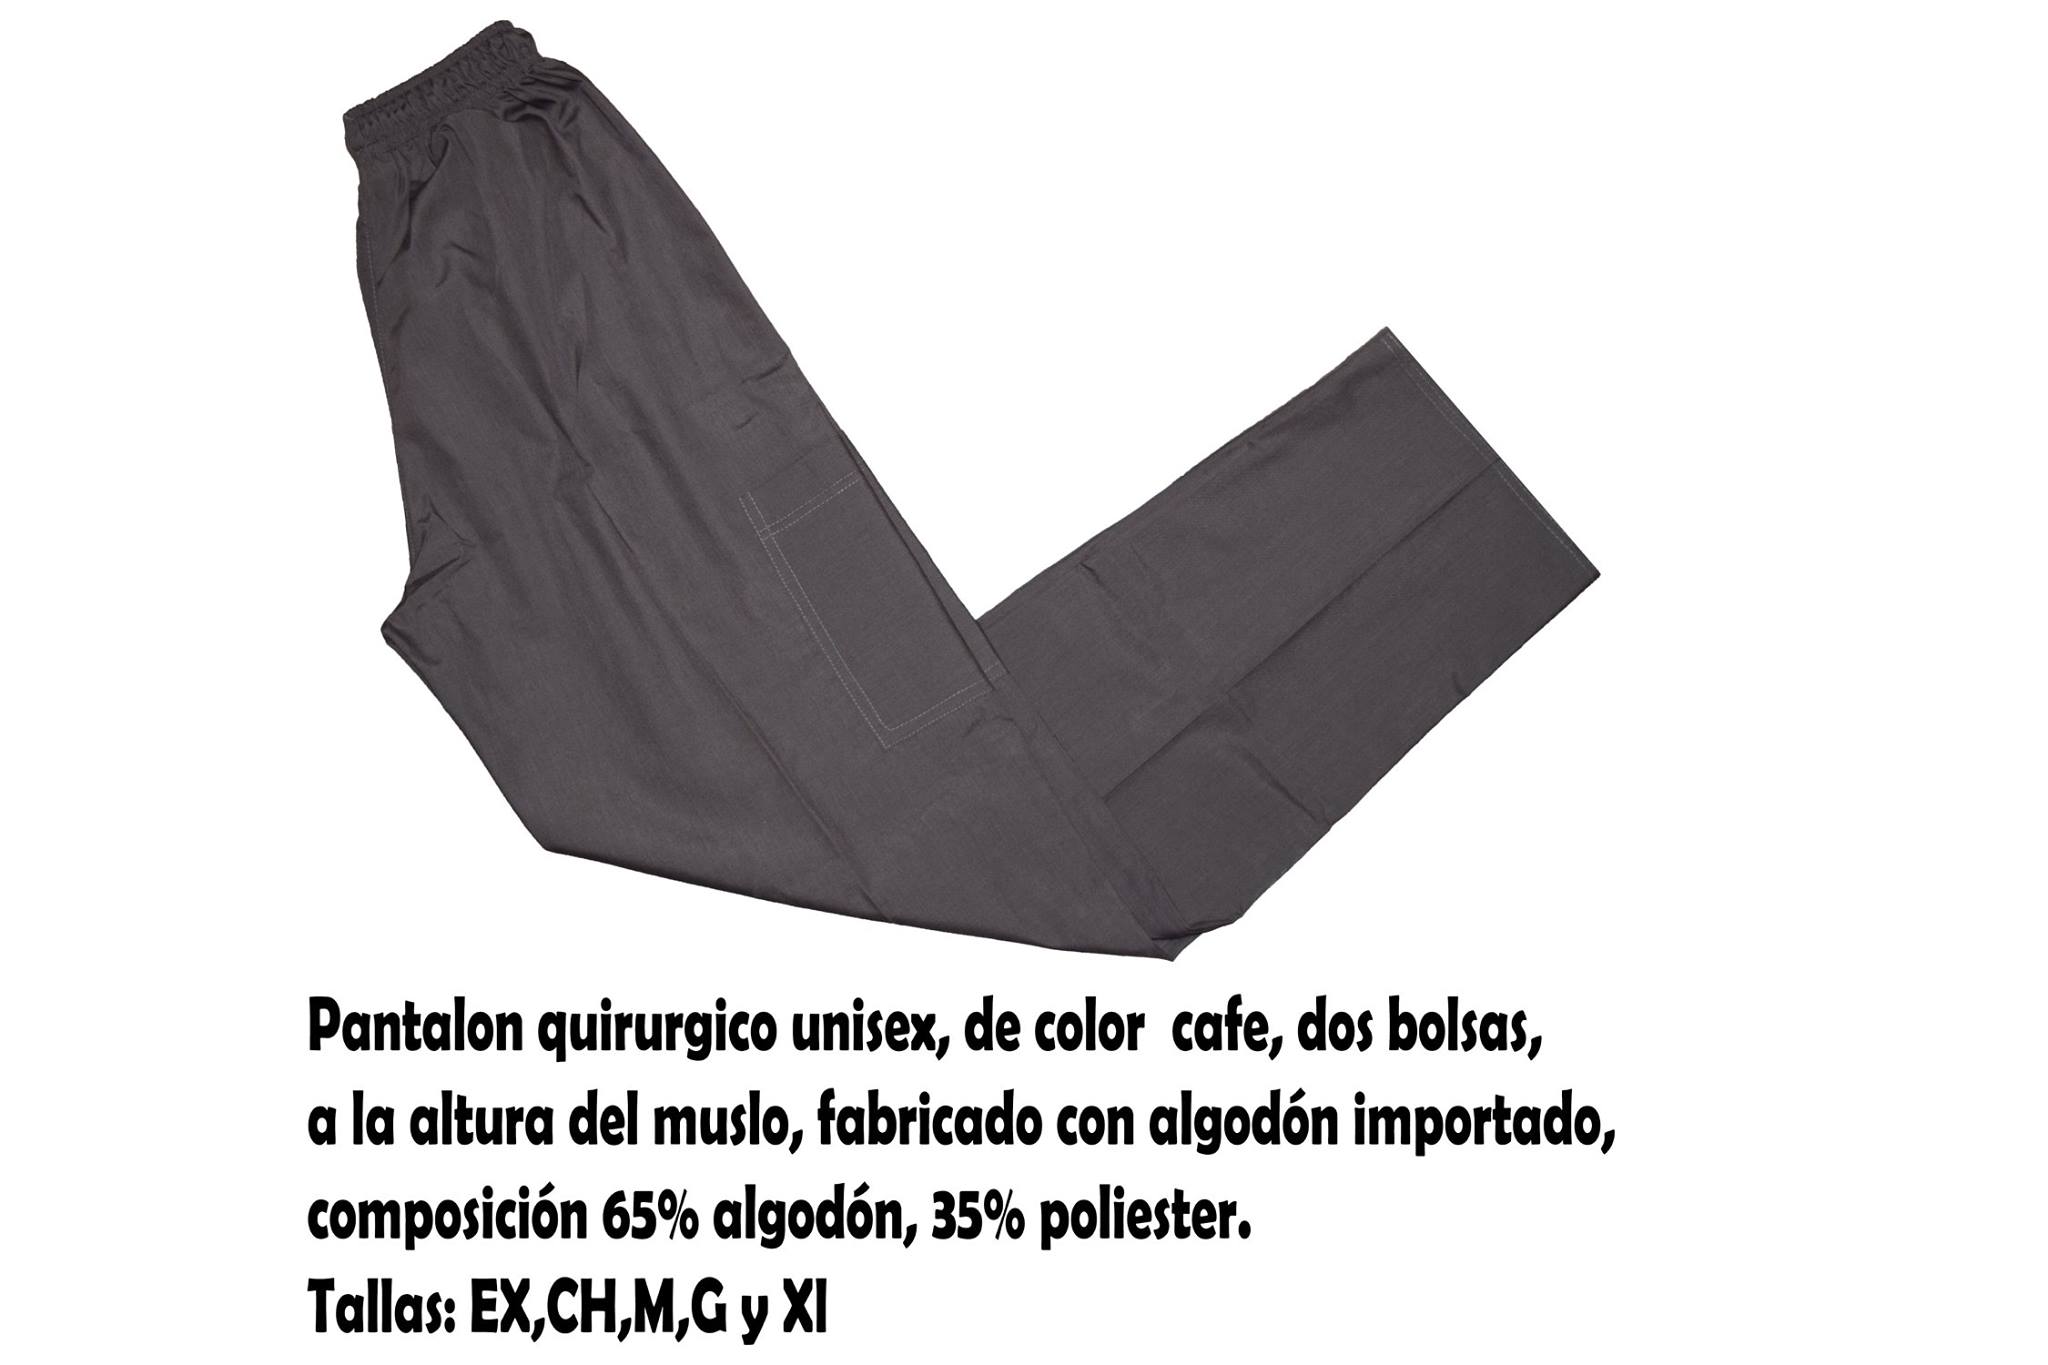 Pantalon quirurgico unisex, de color cafe, dos bolsas,
a la altura del muslo, fabricado con algodón importado,
composición 65% algodón, 35% poliester.
Tallas: EX,CH,M,G y Xl